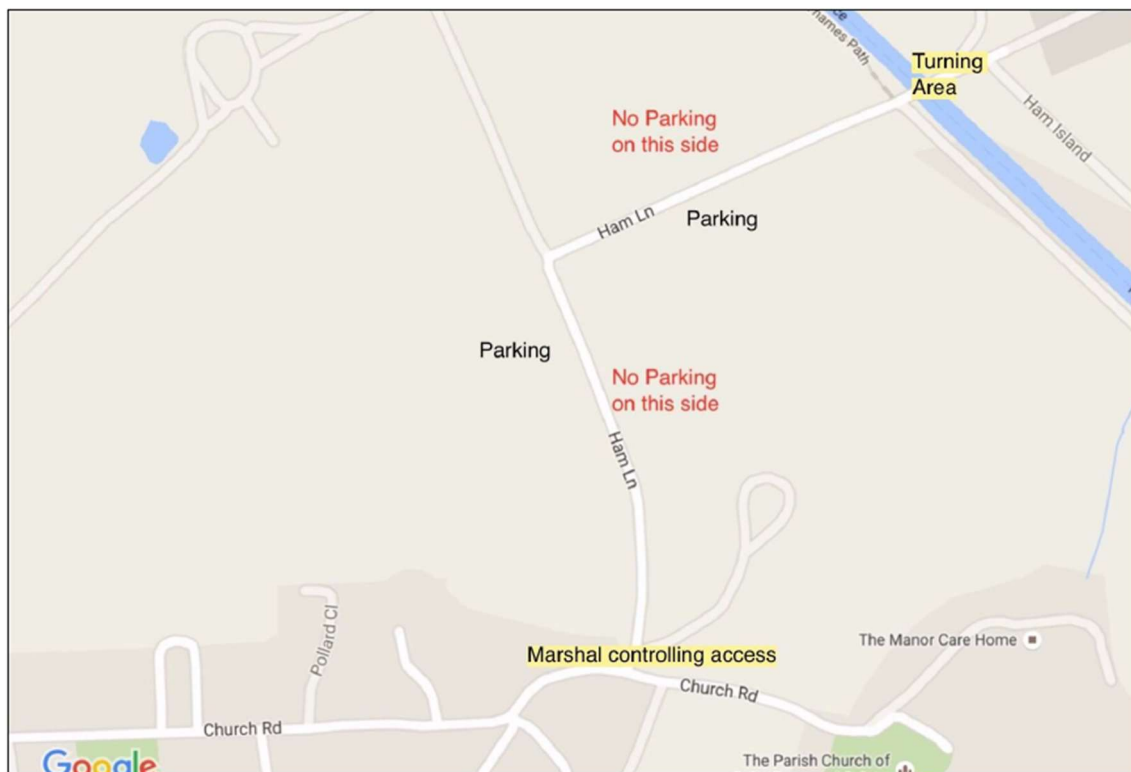 Thames Path
Turning
Area
No Parking
on this side
Ham Island
Ham Ln
Parking
Parking
No Parking
on this side
Ham Ln
Pollard Cl
The Manor Care Home
Marshal controlling access
Church Rd
Church Rd
Google
The Parish Church of